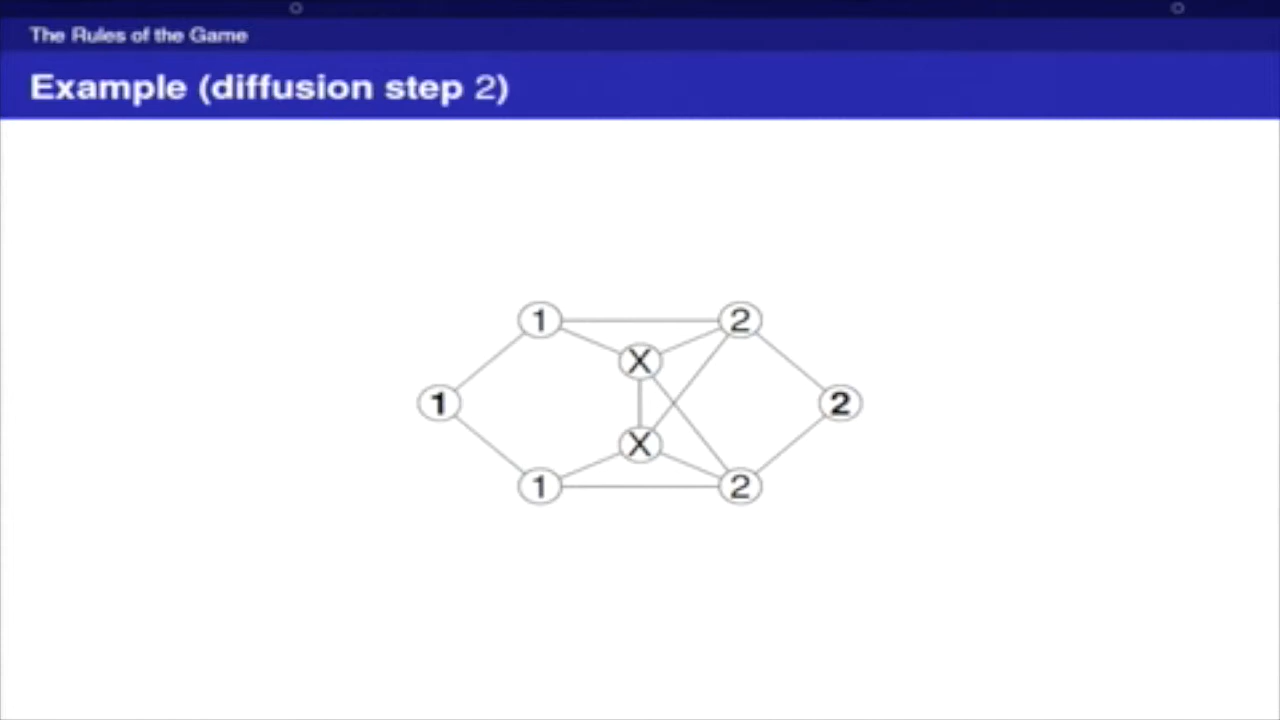 The Rules of the Game
Example (diffusion step 2)
1 2
X
1 2
X
1 2